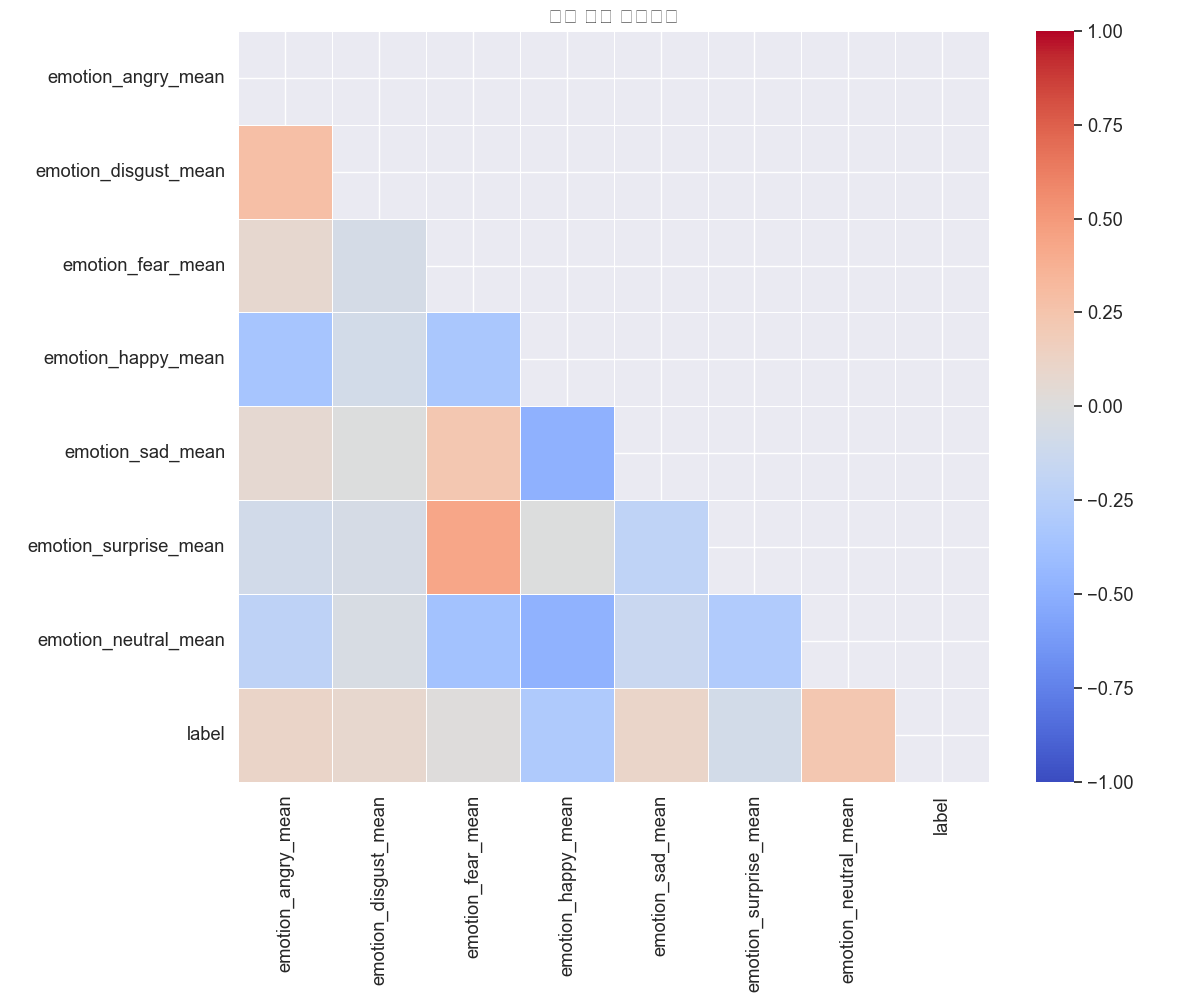 emotion_angry_mean
emotion_disgust_mean
emotion_fear_mean
emotion_happy_mean
emotion_sad_mean
emotion_surprise_mean
emotion_neutral_mean
label
emotion_angry_mean
emotion_disgust_mean
emotion_fear_mean
emotion_happy_mean
emotion_sad_mean
emotion_surprise_mean
emotion_neutral_mean
label
1.00
0.75
0.50
0.25
0.00
−0.25
−0.50
−0.75
−1.00